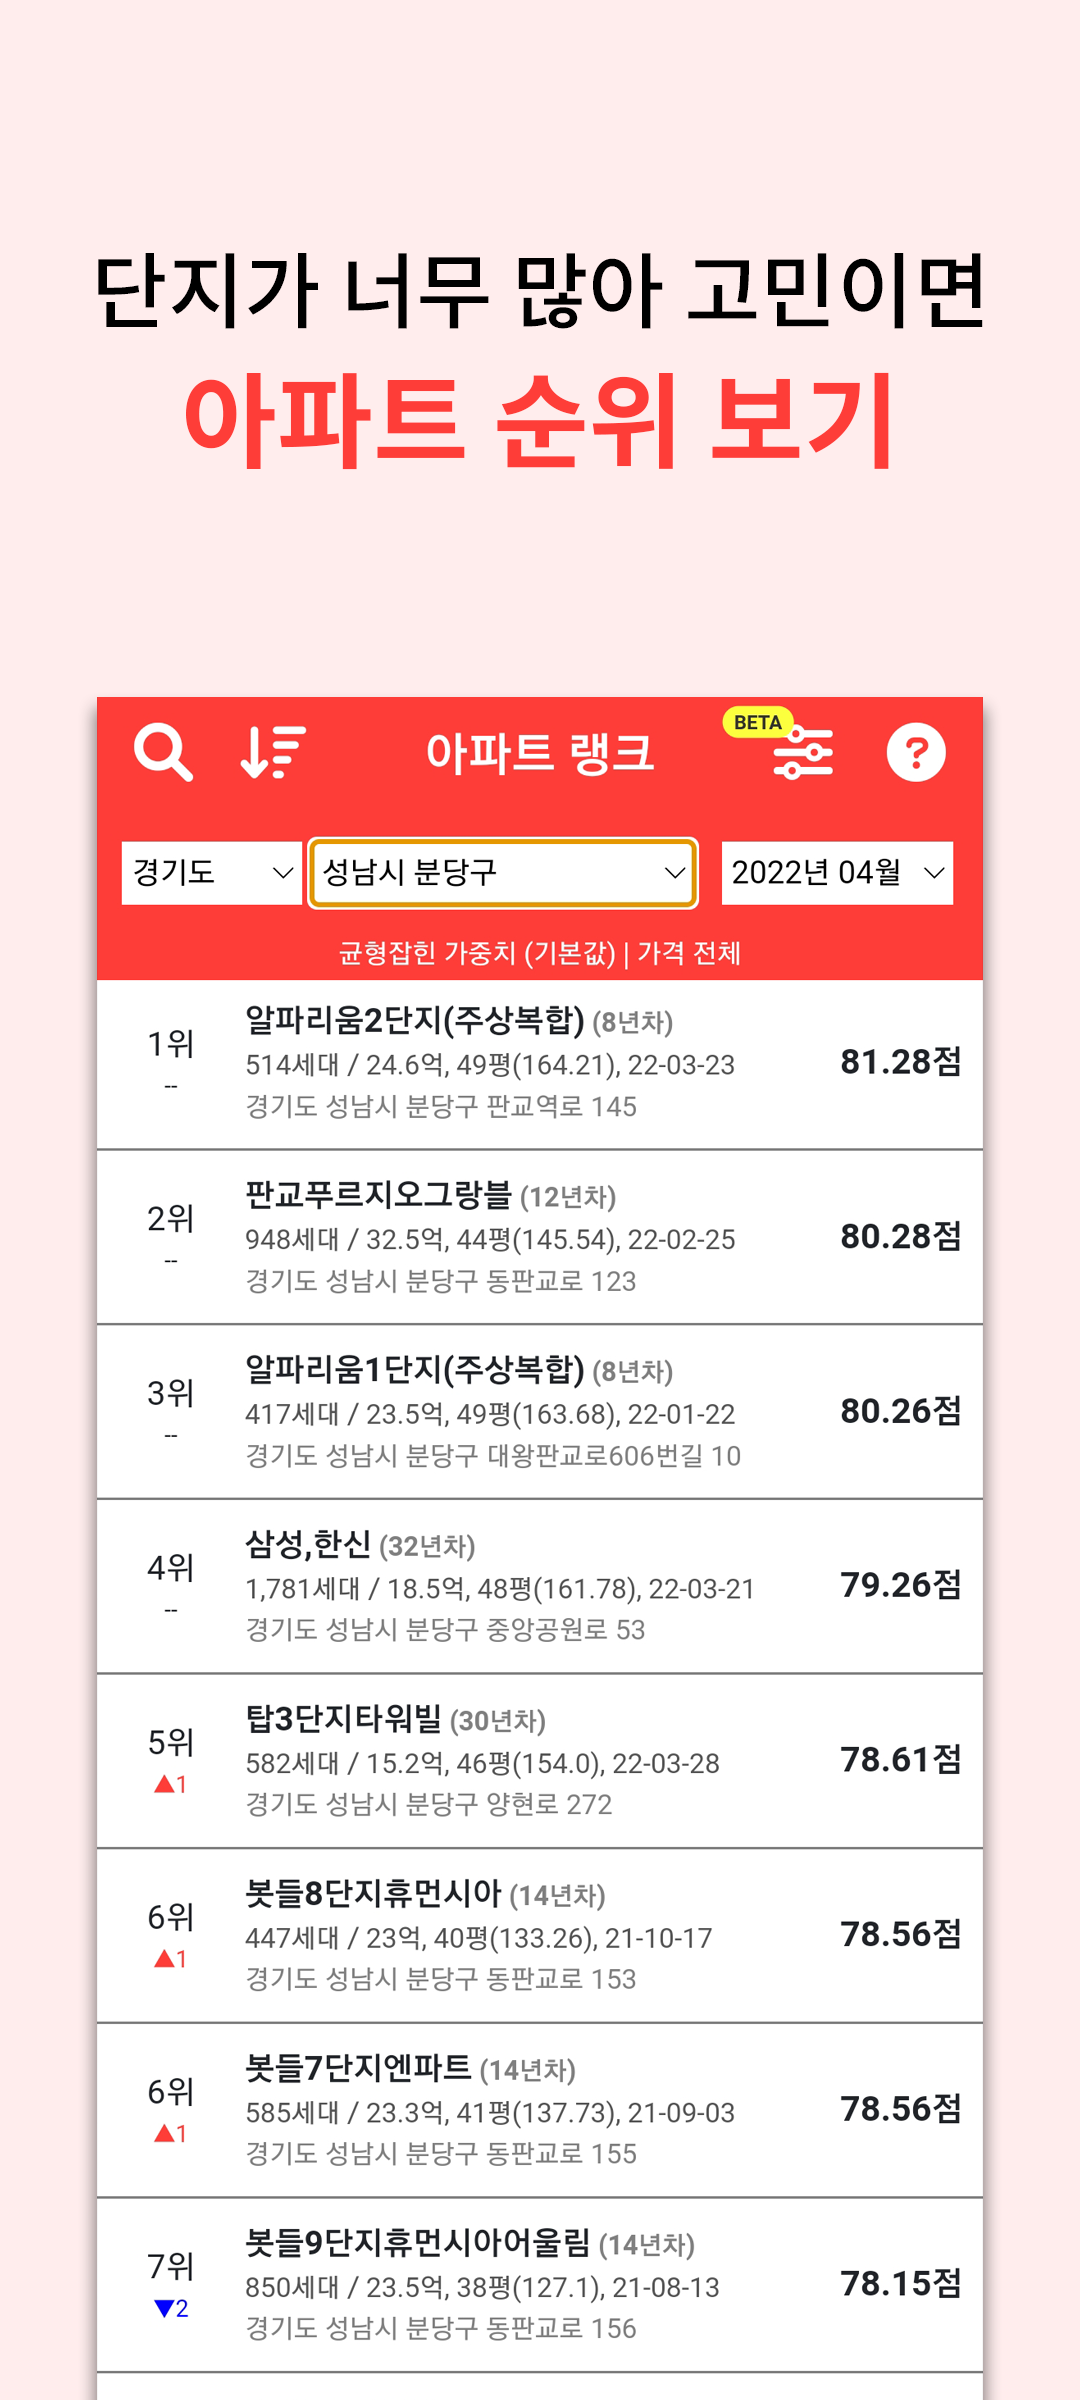 단지가 너무 많아 고민이면
아파트 순위 보기
아파트 랭크
BETA
?
경기도
성남시 분당구
2022년 04월
균형잡힌 가중치 (기본값) | 가격 전체
1위
--
알파리움2단지(주상복합) (8년차)
514세대 / 24.6억, 49평(164.21), 22-03-23
경기도 성남시 분당구 판교역로 145
81.28점
2위
--
판교푸르지오그랑블 (12년차)
948세대 / 32.5억, 44평(145.54), 22-02-25
경기도 성남시 분당구 동판교로 123
80.28점
3위
--
알파리움1단지(주상복합) (8년차)
417세대 / 23.5억, 49평(163.68), 22-01-22
경기도 성남시 분당구 대왕판교로606번길 10
80.26점
4위
--
삼성,한신 (32년차)
1,781세대 / 18.5억, 48평(161.78), 22-03-21
경기도 성남시 분당구 중앙공원로 53
79.26점
5위
▲1
탑3단지타워빌 (30년차)
582세대 / 15.2억, 46평(154.0), 22-03-28
경기도 성남시 분당구 양현로 272
78.61점
6위
▲1
봇들8단지휴먼시아 (14년차)
447세대 / 23억, 40평(133.26), 21-10-17
경기도 성남시 분당구 동판교로 153
78.56점
6위
▲1
봇들7단지엔파트 (14년차)
585세대 / 23.3억, 41평(137.73), 21-09-03
경기도 성남시 분당구 동판교로 155
78.56점
7위
▼2
봇들9단지휴먼시아어울림 (14년차)
850세대 / 23.5억, 38평(127.1), 21-08-13
경기도 성남시 분당구 동판교로 156
78.15점